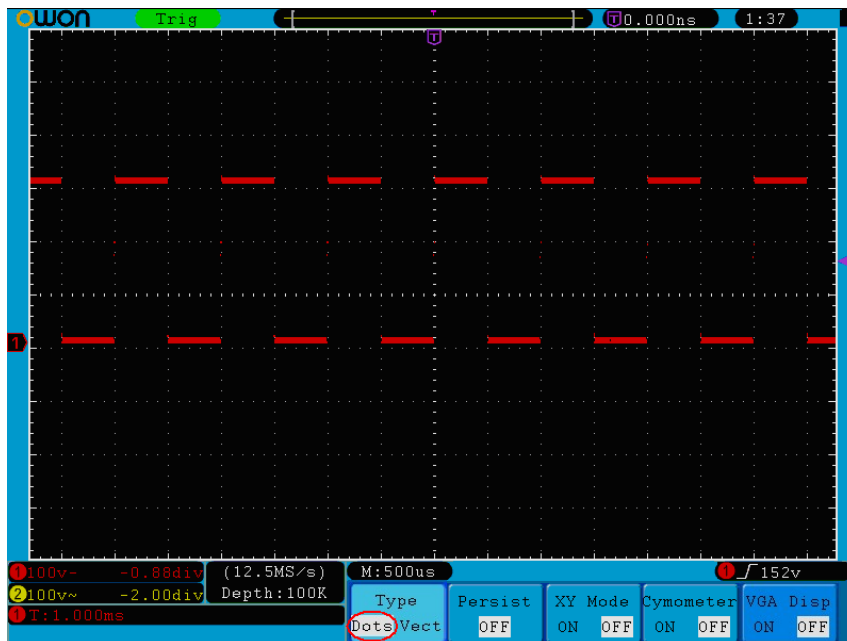 OWON Trig T 0.000ns 1:37
T
1
1 100v- -0.88div (12.5MS/s) M:500us 1 152v
2 100v~ -2.00div Depth:100K
1 T:1.000ms
Type Persist XY Mode Cymometer VGA Disp
Dots Vect OFF ON OFF ON OFF ON OFF